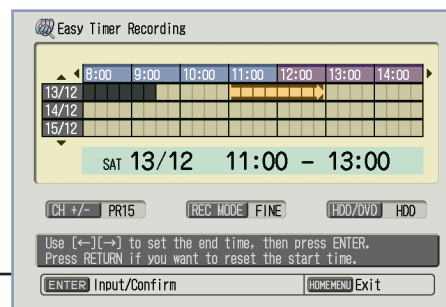 Easy Timer Recording
8:00 9:00 10:00 11:00 12:00 13:00 14:00
13/12
14/12
15/12
SAT 13/12 11:00 - 13:00
CH +/- PR15 REC MODE FINE HDD/DVD HDD
Use [←][→] to set the end time, then press ENTER.
Press RETURN if you want to reset the start time.
ENTER Input/Confirm HOMEMENU Exit